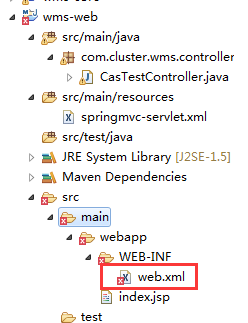 wms-web
src/main/java
com.cluster.wms.controller
CasTestController.java
src/main/resources
springmvc-servlet.xml
src/test/java
JRE System Library [J2SE-1.5]
Maven Dependencies
src
main
webapp
WEB-INF
web.xml
index.jsp
test